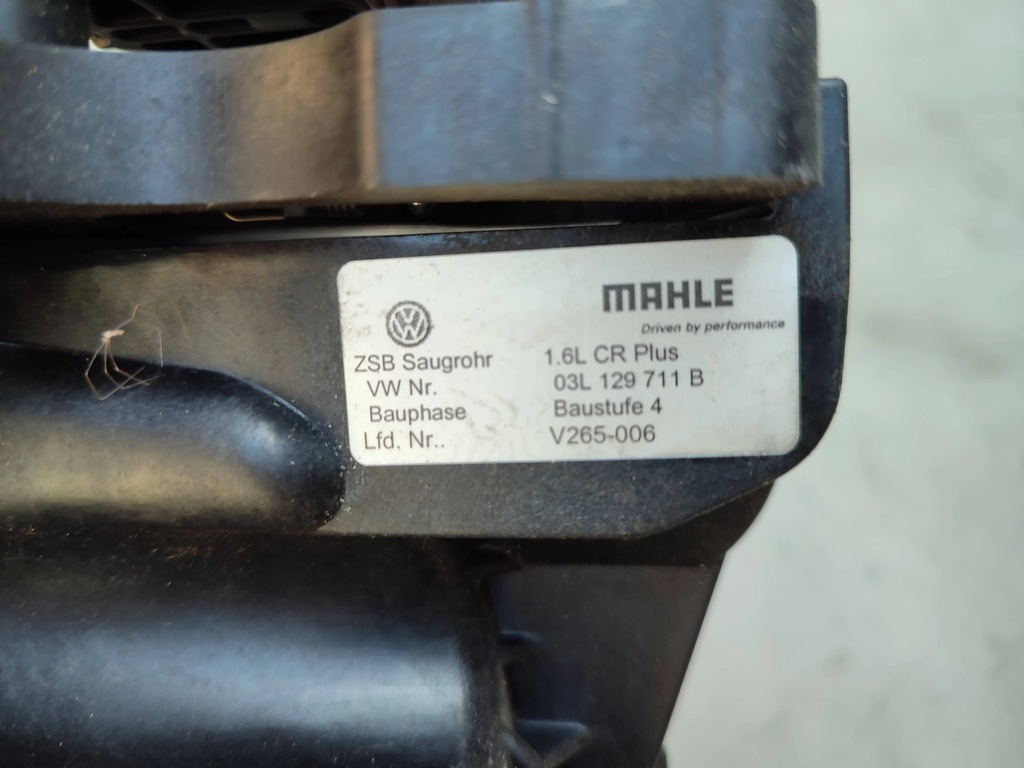 MAHLE
Driven by performance
VW
ZSB Saugrohr 1.6L CR Plus
VW Nr. 03L 129 711 B
Bauphase Baustufe 4
Lfd. Nr.. V265-006